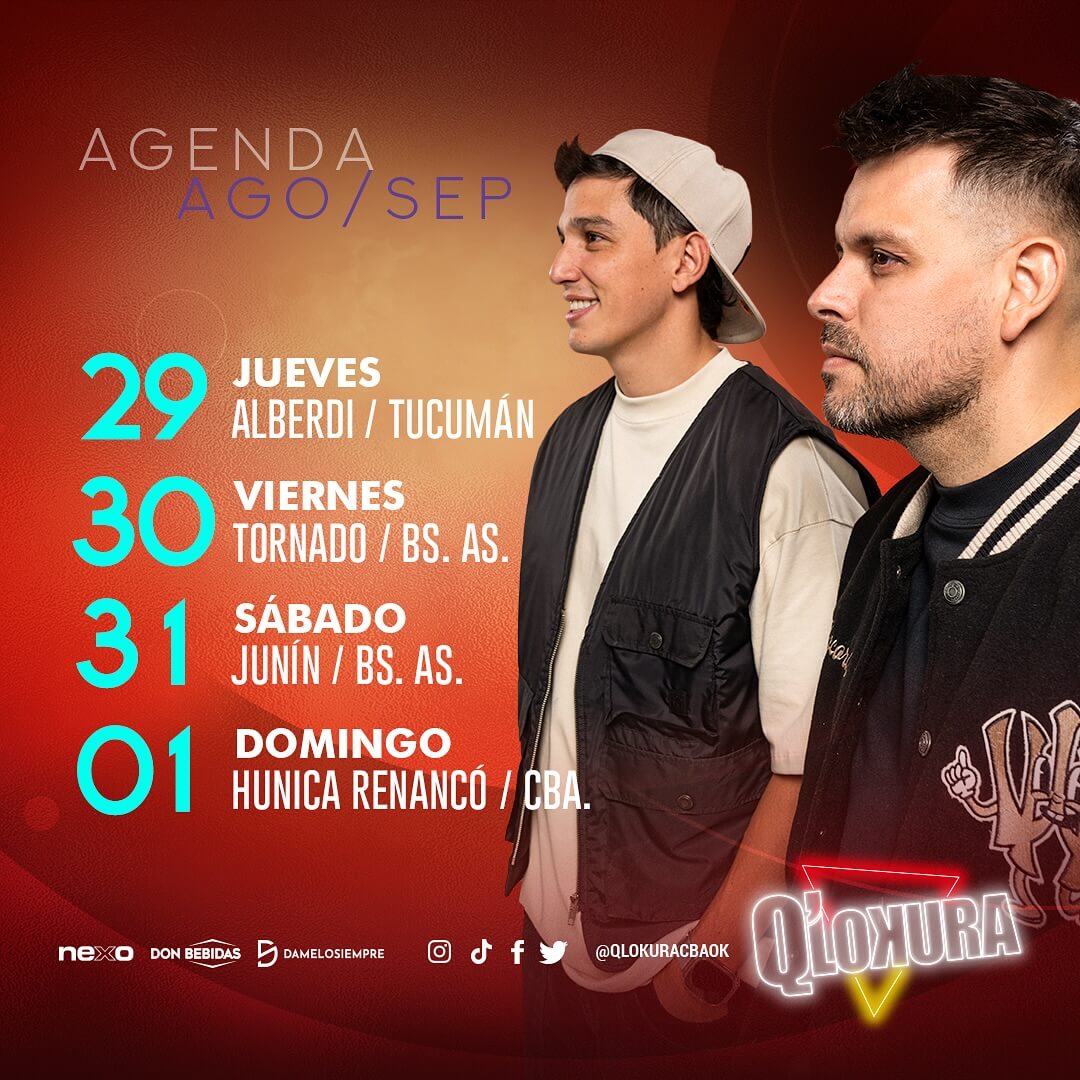 AGENDA
AGO/SEP
29 JUEVES
ALBERDI / TUCUMÁN
30 VIERNES
TORNADO / BS. AS.
31 SÁBADO
JUNÍN / BS. AS.
01 DOMINGO
HUNICA RENANCÓ / CBA.
nexo DON BEBIDAS DAMELOSIEMPRE @QLOKURACBAOK
Q'LOKURA